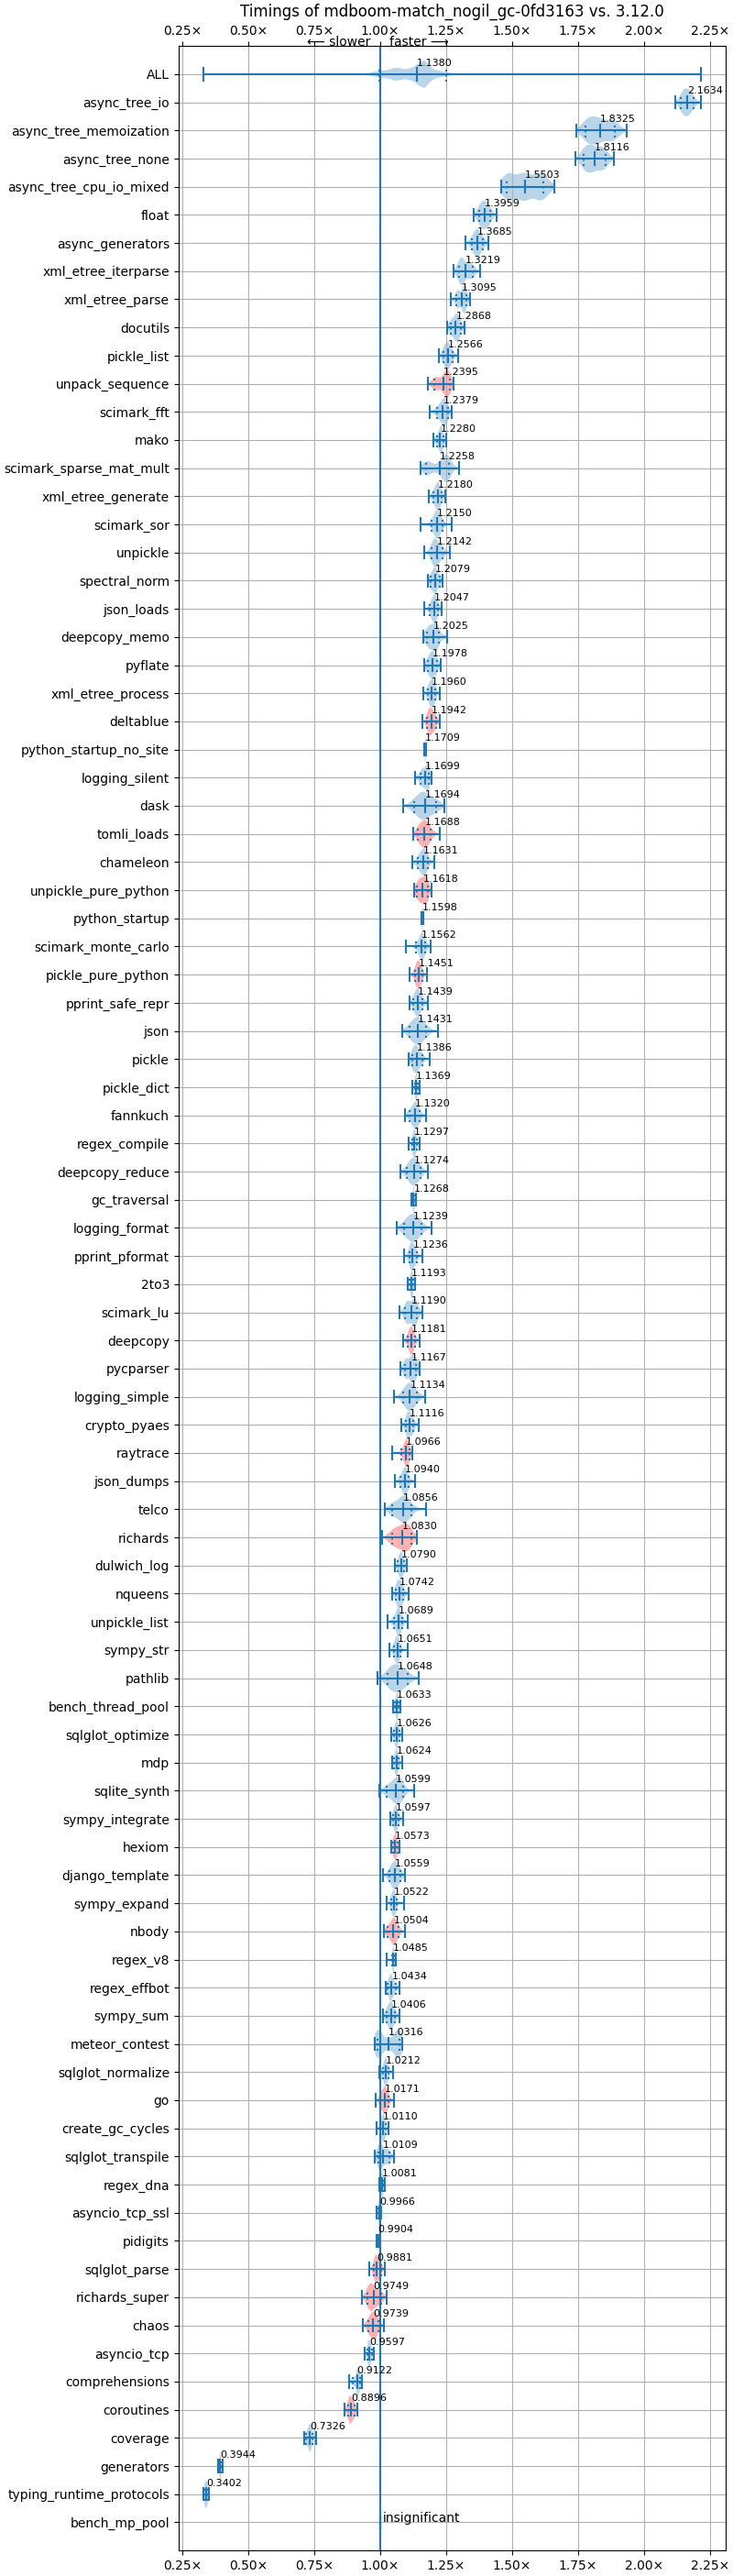 Timings of mdboom-match_nogil_gc-0fd3163 vs. 3.12.0
0.25× 0.50× 0.75× 1.00× 1.25× 1.50× 1.75× 2.00× 2.25×
⟵ slower faster ⟶
ALL 1.1380
async_tree_io 2.1634
async_tree_memoization 1.8325
async_tree_none 1.8116
async_tree_cpu_io_mixed 1.5503
float 1.3959
async_generators 1.3685
xml_etree_iterparse 1.3219
xml_etree_parse 1.3095
docutils 1.2868
pickle_list 1.2566
unpack_sequence 1.2395
scimark_fft 1.2379
mako 1.2280
scimark_sparse_mat_mult 1.2258
xml_etree_generate 1.2180
scimark_sor 1.2150
unpickle 1.2142
spectral_norm 1.2079
json_loads 1.2047
deepcopy_memo 1.2025
pyflate 1.1978
xml_etree_process 1.1960
deltablue 1.1942
python_startup_no_site 1.1709
logging_silent 1.1699
dask 1.1694
tomli_loads 1.1688
chameleon 1.1631
unpickle_pure_python 1.1618
python_startup 1.1598
scimark_monte_carlo 1.1562
pickle_pure_python 1.1451
pprint_safe_repr 1.1439
json 1.1431
pickle 1.1386
pickle_dict 1.1369
fannkuch 1.1320
regex_compile 1.1297
deepcopy_reduce 1.1274
gc_traversal 1.1268
logging_format 1.1239
pprint_pformat 1.1236
2to3 1.1193
scimark_lu 1.1190
deepcopy 1.1181
pycparser 1.1167
logging_simple 1.1134
crypto_pyaes 1.1116
raytrace 1.0966
json_dumps 1.0940
telco 1.0856
richards 1.0830
dulwich_log 1.0790
nqueens 1.0742
unpickle_list 1.0689
sympy_str 1.0651
pathlib 1.0648
bench_thread_pool 1.0633
sqlglot_optimize 1.0626
mdp 1.0624
sqlite_synth 1.0599
sympy_integrate 1.0597
hexiom 1.0573
django_template 1.0559
sympy_expand 1.0522
nbody 1.0504
regex_v8 1.0485
regex_effbot 1.0434
sympy_sum 1.0406
meteor_contest 1.0316
sqlglot_normalize 1.0212
go 1.0171
create_gc_cycles 1.0110
sqlglot_transpile 1.0109
regex_dna 1.0081
asyncio_tcp_ssl 0.9966
pidigits 0.9904
sqlglot_parse 0.9881
richards_super 0.9749
chaos 0.9739
asyncio_tcp 0.9597
comprehensions 0.9122
coroutines 0.8896
coverage 0.7326
generators 0.3944
typing_runtime_protocols 0.3402
bench_mp_pool insignificant
0.25× 0.50× 0.75× 1.00× 1.25× 1.50× 1.75× 2.00× 2.25×